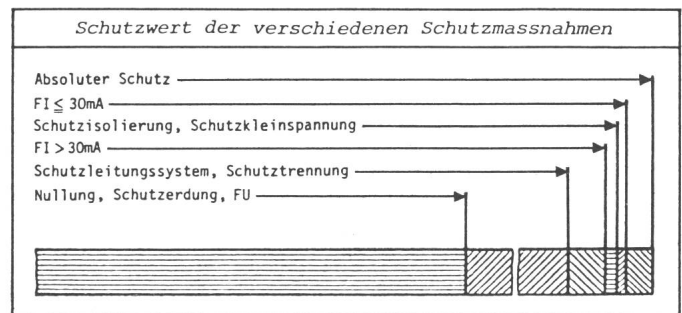 Schutzwert der verschiedenen Schutzmassnahmen
Absoluter Schutz
FI ≦ 30mA
Schutzisolierung, Schutzkleinspannung
FI > 30mA
Schutzleitungssystem, Schutztrennung
Nullung, Schutzerdung, FU